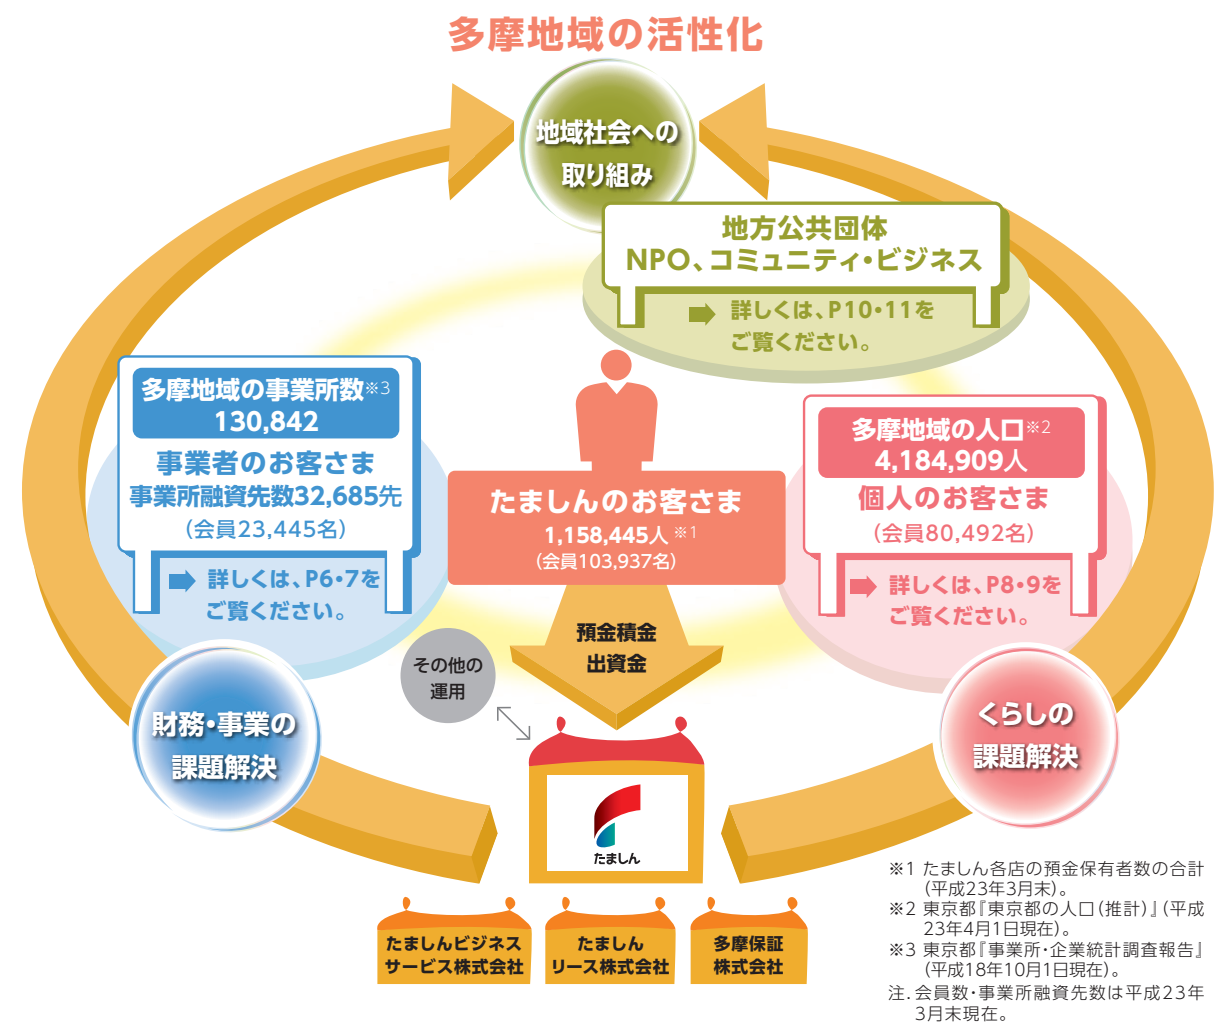 多摩地域の活性化
地域社会への
取り組み
地方公共団体
NPO、コミュニティ・ビジネス
詳しくは、P10・11を
ご覧ください。
多摩地域の事業所数※3
130,842
事業者のお客さま
事業所融資先数32,685先
(会員23,445名)
詳しくは、P6・7を
ご覧ください。
たましんのお客さま
1,158,445人※1
(会員103,937名)
多摩地域の人口※2
4,184,909人
個人のお客さま
(会員80,492名)
詳しくは、P8・9を
ご覧ください。
預金積金
出資金
その他の
運用
財務・事業の
課題解決
くらしの
課題解決
たましん
たましんビジネス
サービス株式会社
たましん
リース株式会社
多摩保証
株式会社
※1 たましん各店の預金保有者数の合計
(平成23年3月末)。
※2 東京都『東京都の人口(推計)』(平成
23年4月1日現在)。
※3 東京都『事業所・企業統計調査報告』
(平成18年10月1日現在)。
注. 会員数・事業所融資先数は平成23年
3月末現在。